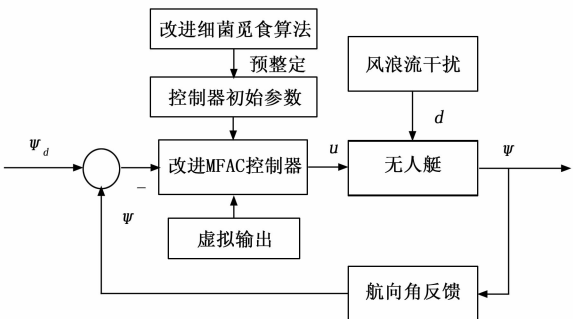 改进细菌觅食算法
预整定
风浪流干扰
控制器初始参数
d
Ψd
改进MFAC控制器
u
无人艇
Ψ
−
Ψ
虚拟输出
航向角反馈